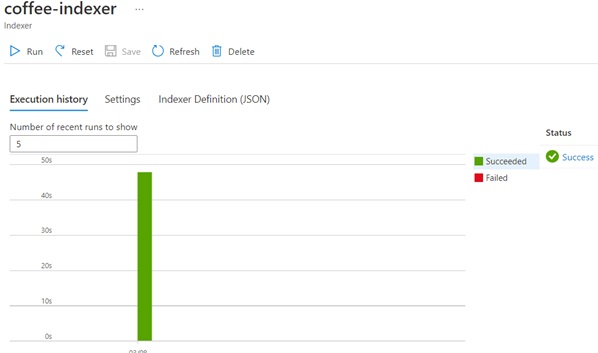 coffee-indexer ...
Indexer
Run Reset Save Refresh Delete
Execution history Settings Indexer Definition (JSON)
Number of recent runs to show
5
Status
50s
Succeeded
Success
Failed
40s
30s
20s
10s
0s